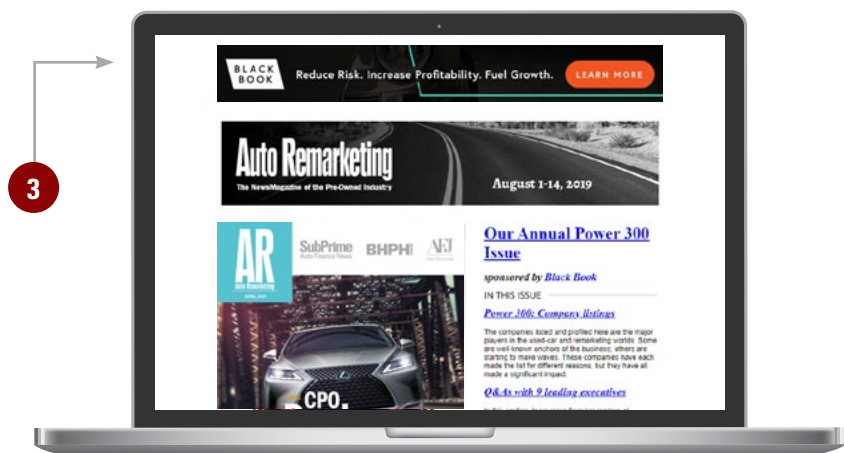 3
BLACK
BOOK
Reduce Risk. Increase Profitability. Fuel Growth.
LEARN MORE
Auto Remarketing
The NewsMagazine of the Pre-Owned Industry
August 1-14, 2019
AR
Auto Remarketing
SubPrime
Auto Finance News
BHPH
AFJ
CPO
Our Annual Power 300
Issue
sponsored by Black Book
IN THIS ISSUE
Power 300: Company listings
The companies listed and profiled here are the major
players in the used-car and remarketing worlds. Some
are well-known anchors of the business; others are
starting to make waves. These companies have each
made the list for different reasons, but they have all
made a significant impact.
Q&As with 9 leading executives